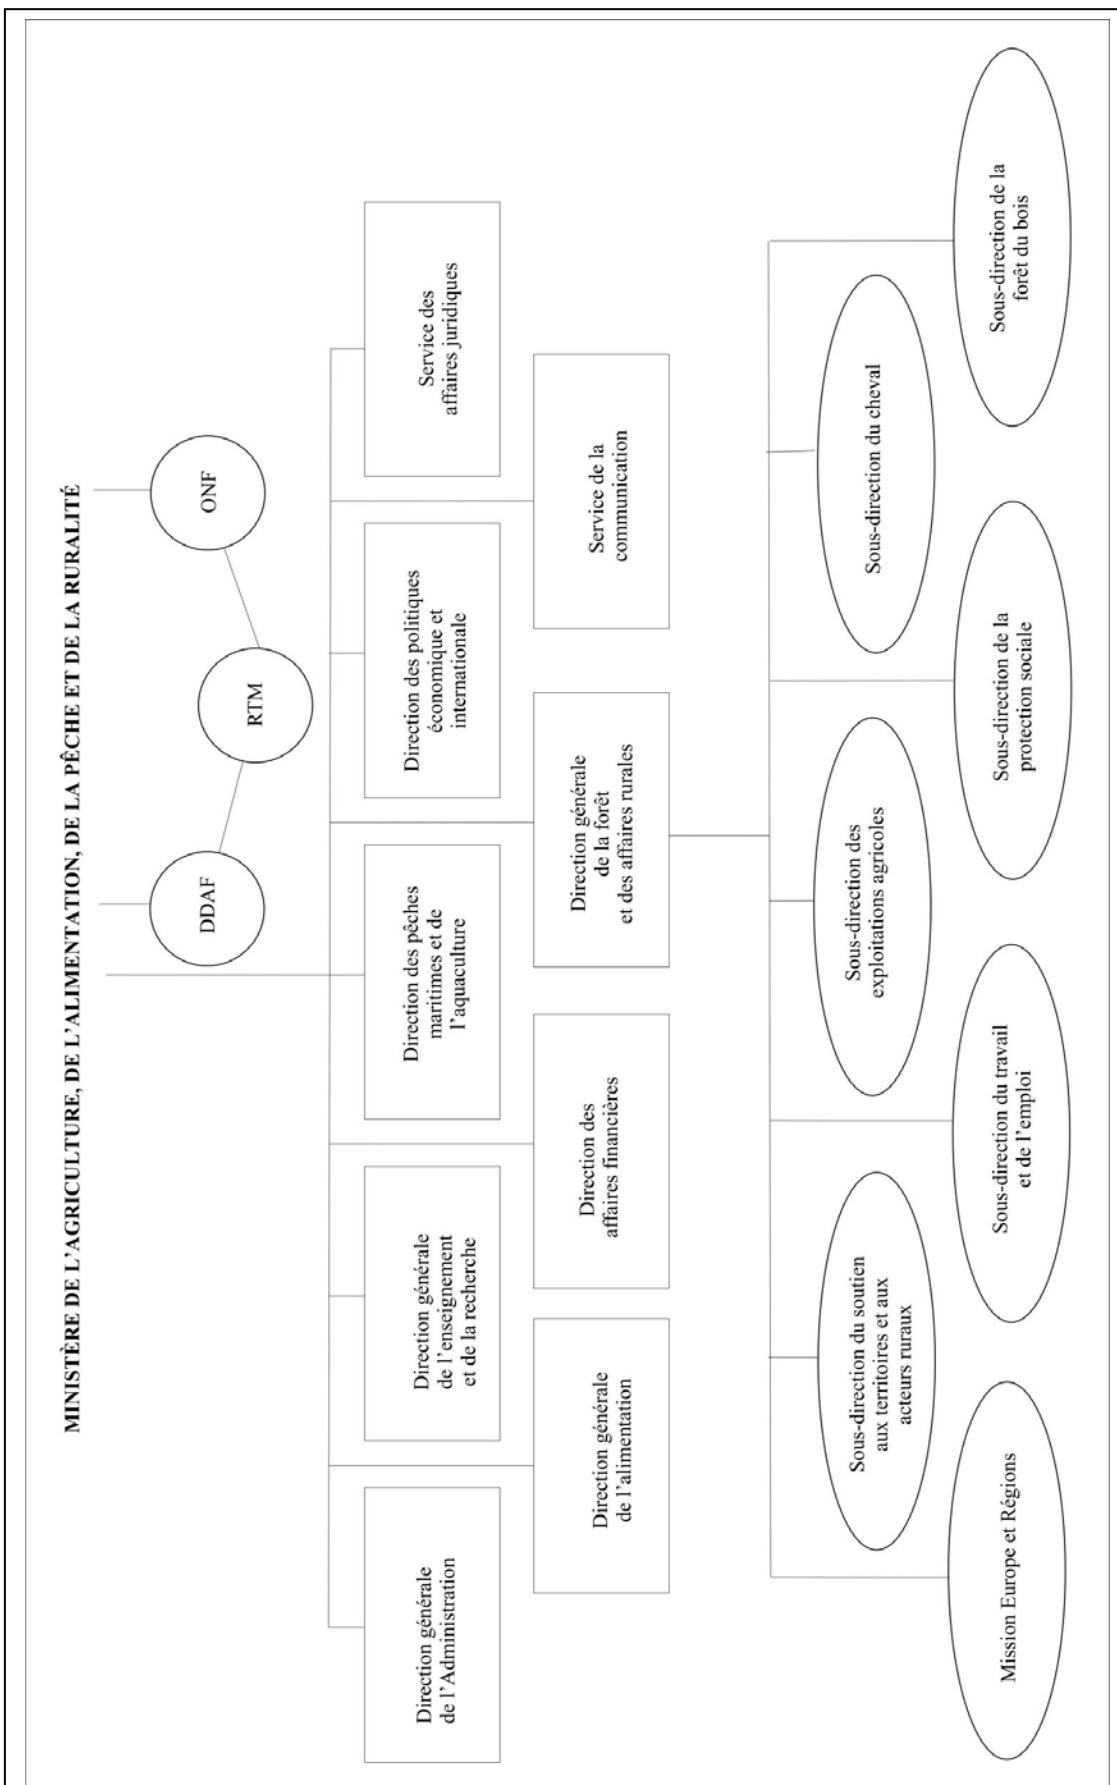 MINISTÈRE DE L'AGRICULTURE, DE L'ALIMENTATION, DE LA PÊCHE ET DE LA RURALITÉ
DDAF
RTM
ONF
Direction générale
de l'Administration
Direction générale
de l'enseignement
et de la recherche
Direction des pêches
maritimes et de
l'aquaculture
Direction des politiques
économique et
internationale
Service des
affaires juridiques
Direction générale
de l'alimentation
Direction des
affaires financières
Direction générale
de la forêt
et des affaires rurales
Service de la
communication
Sous-direction du soutien
aux territoires et aux
acteurs ruraux
Sous-direction des
exploitations agricoles
Sous-direction du cheval
Mission Europe et Régions
Sous-direction du travail
et de l'emploi
Sous-direction de la
protection sociale
Sous-direction de la
forêt du bois